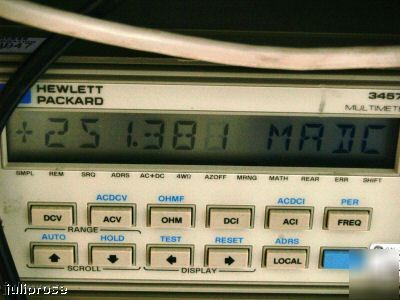 HEWLETT
PACKARD
3457
MULTIMETE
+251.381 MADC
SMPL REM SRQ ADRS AC+DC 4WΩ AZOFF MRNG MATH REAR ERR SHIFT
ACDCV OHMF ACDCI PER
DCV ACV OHM DCI ACI FREQ
RANGE
AUTO HOLD TEST RESET ADRS
LOCAL
SCROLL DISPLAY
juliprose